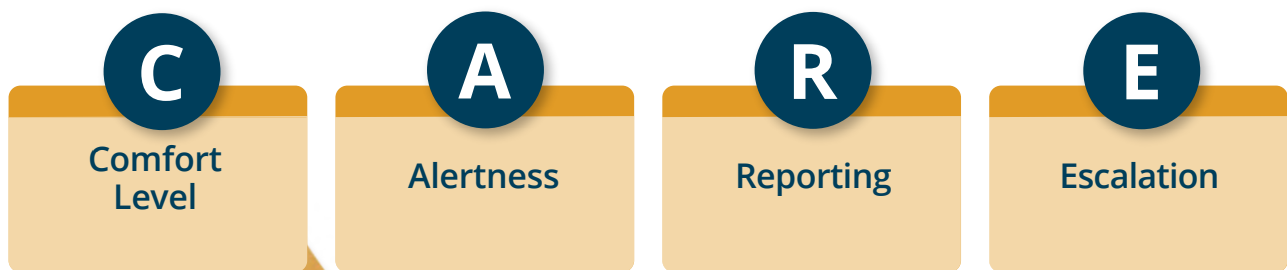 C
Comfort
Level
A
Alertness
R
Reporting
E
Escalation